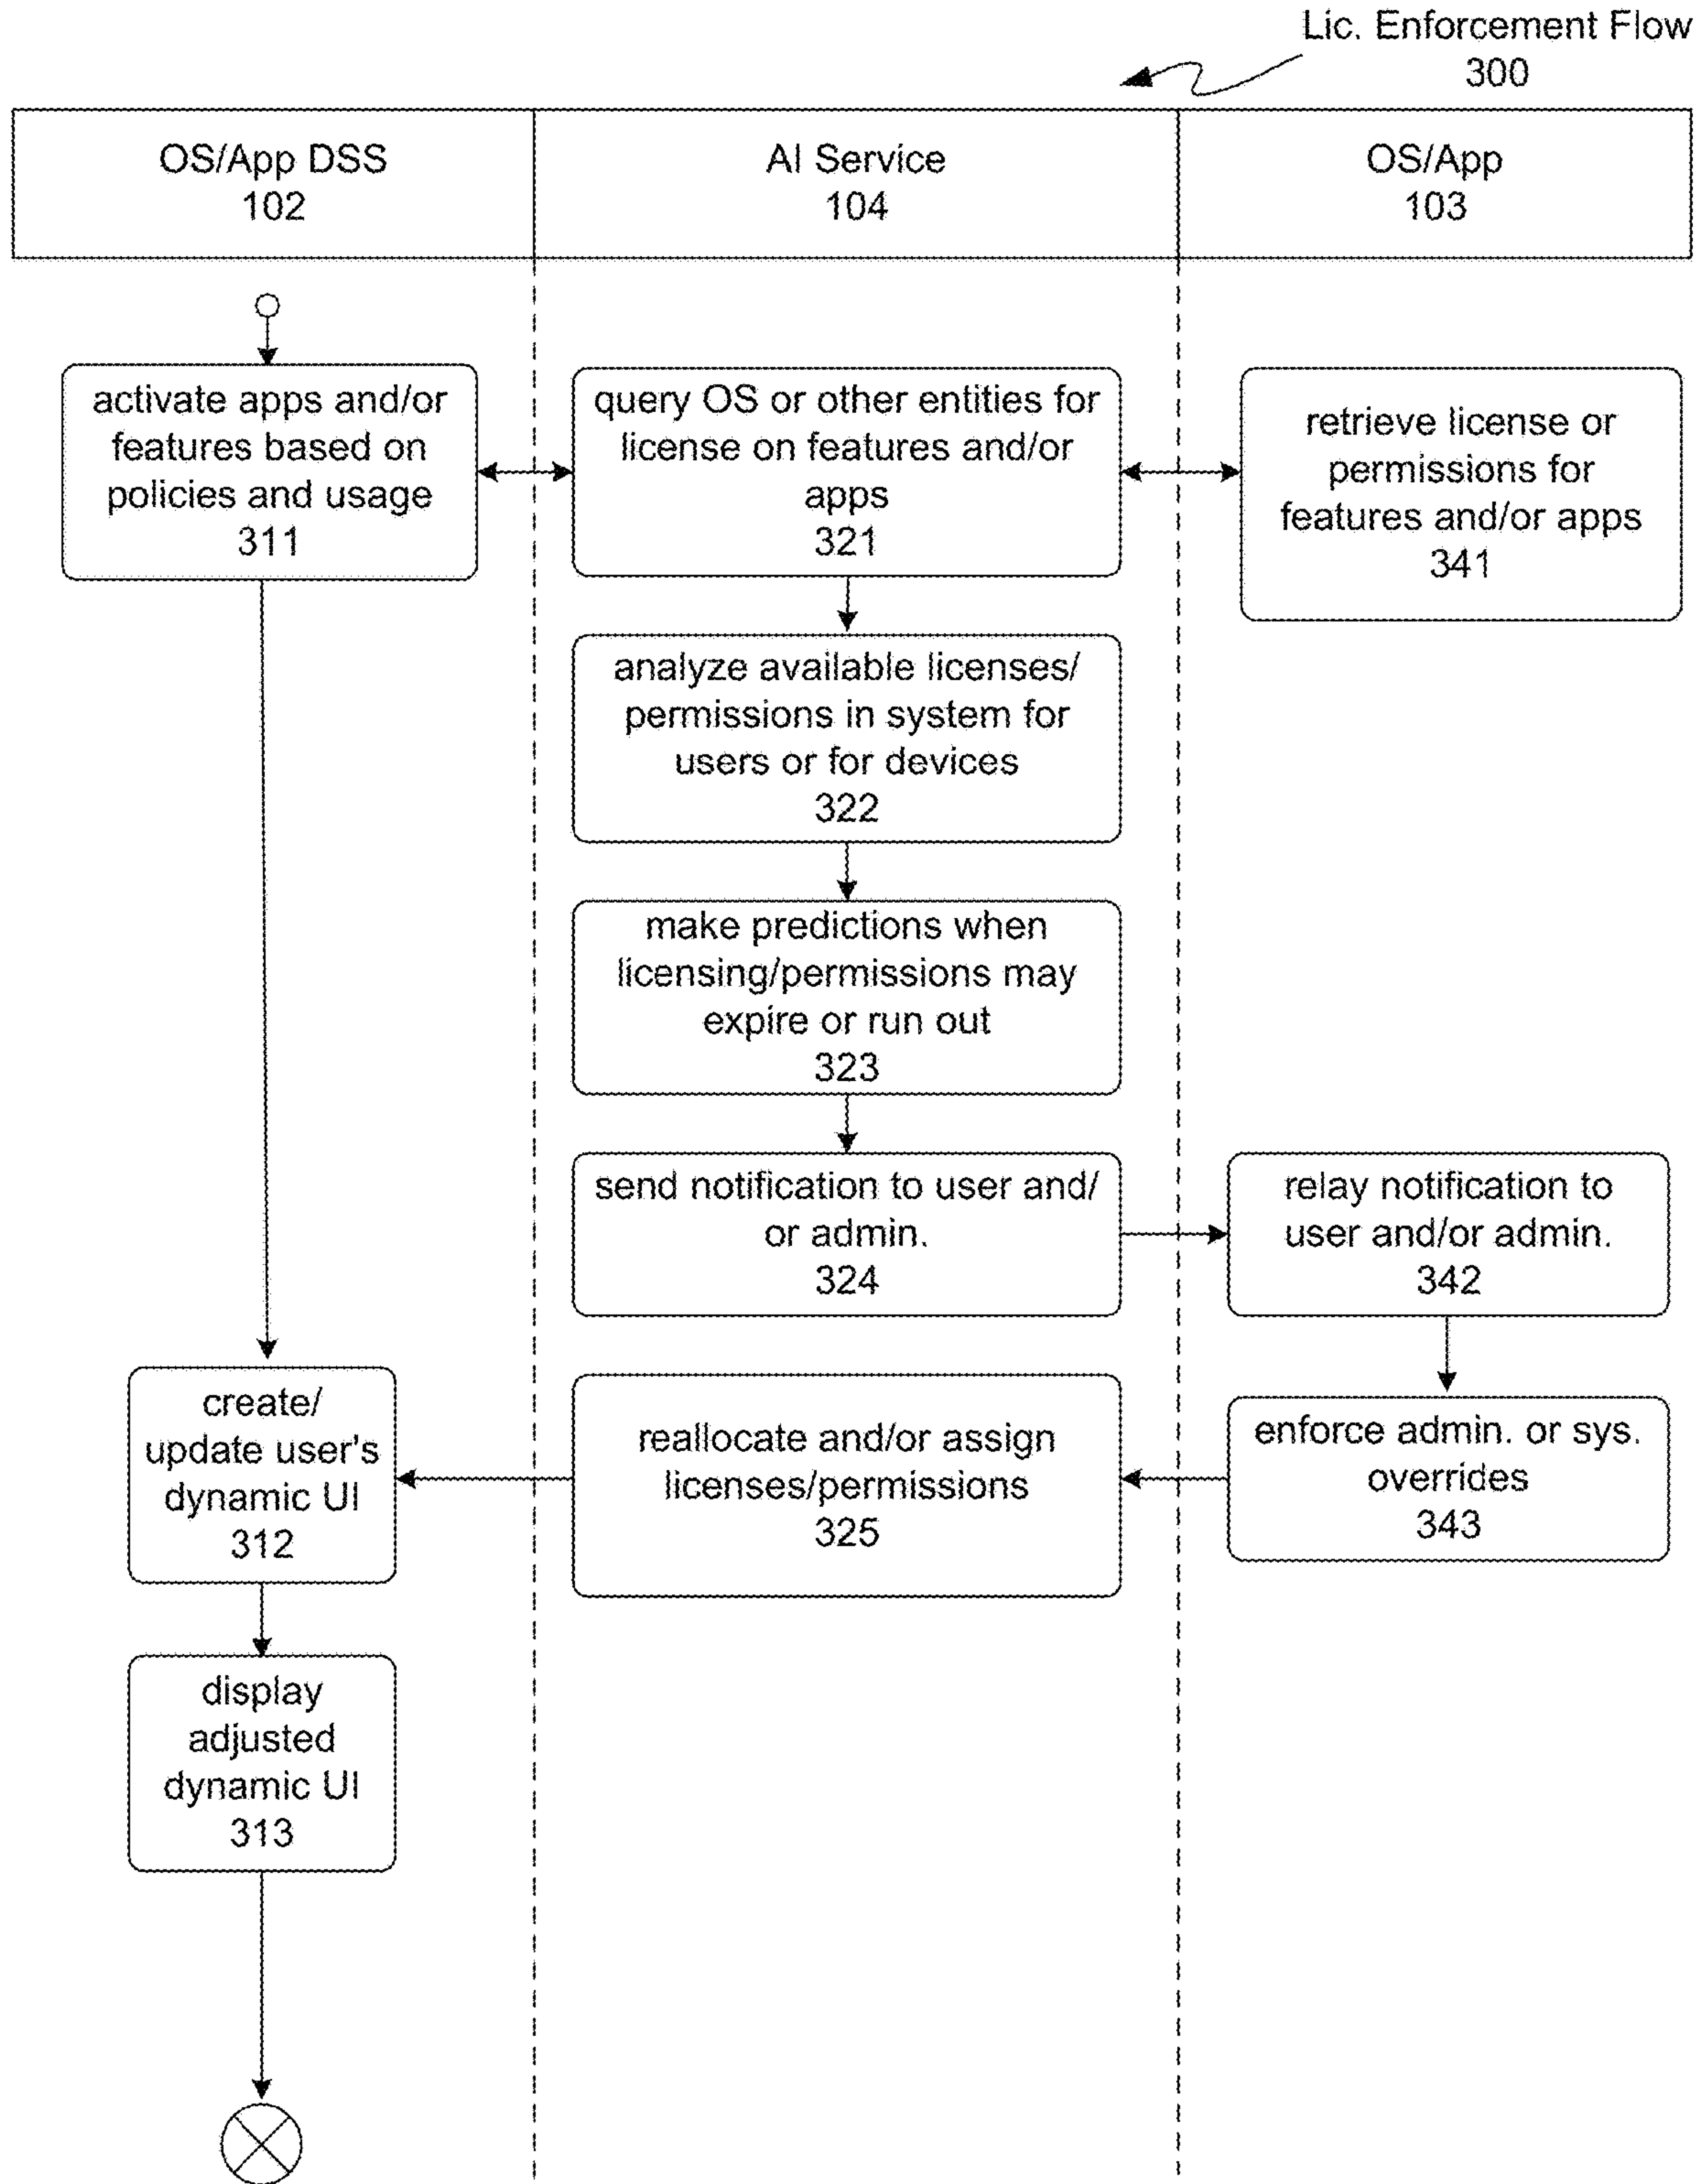 Lic. Enforcement Flow
300
OS/App DSS
102
AI Service
104
OS/App
103
activate apps and/or
features based on
policies and usage
311
query OS or other entities for
license on features and/or
apps
321
retrieve license or
permissions for
features and/or apps
341
analyze available licenses/
permissions in system for
users or for devices
322
make predictions when
licensing/permissions may
expire or run out
323
send notification to user and/
or admin.
324
relay notification to
user and/or admin.
342
create/
update user's
dynamic UI
312
reallocate and/or assign
licenses/permissions
325
enforce admin. or sys.
overrides
343
display
adjusted
dynamic UI
313